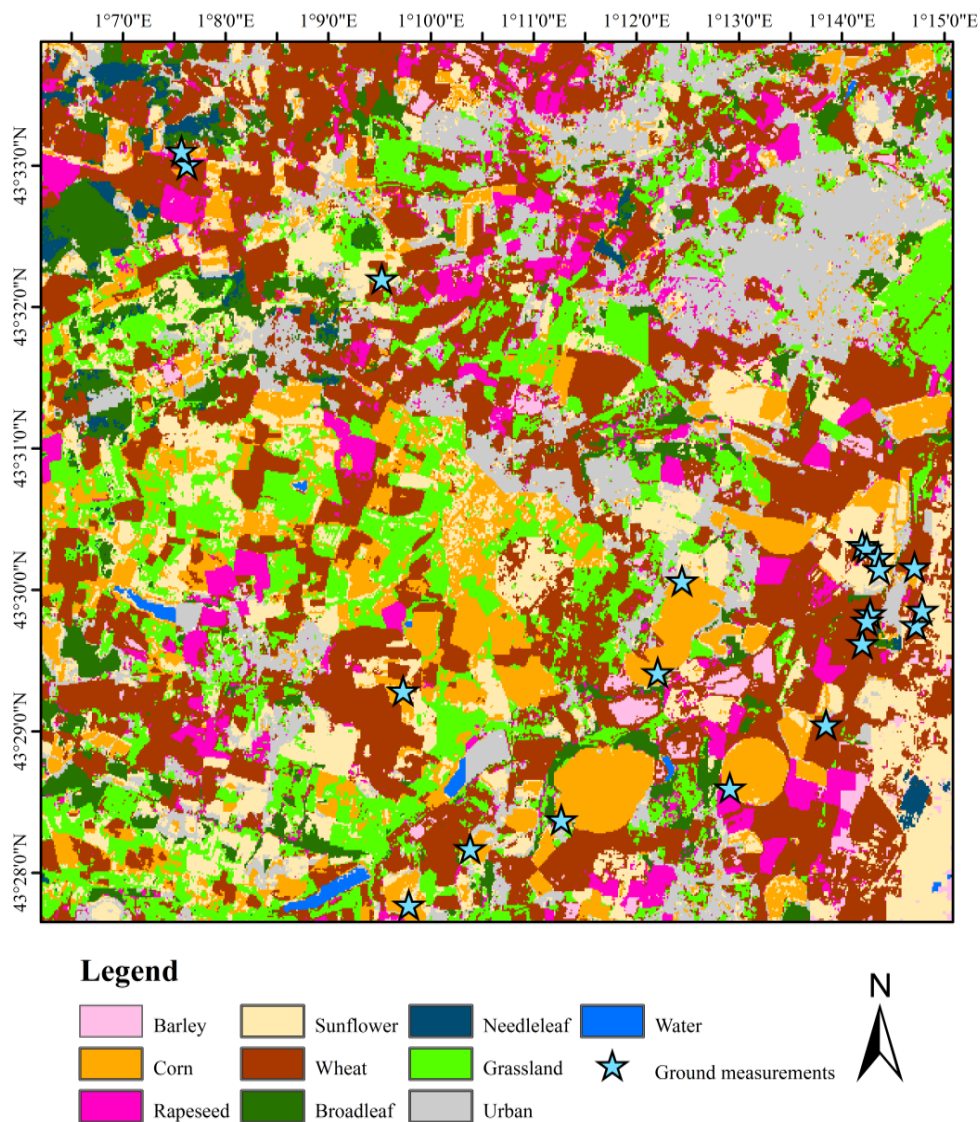 1°7'0"E 1°8'0"E 1°9'0"E 1°10'0"E 1°11'0"E 1°12'0"E 1°13'0"E 1°14'0"E 1°15'0"E
43°33'0"N
43°32'0"N
43°31'0"N
43°30'0"N
43°29'0"N
43°28'0"N
Legend
N
Barley Sunflower Needleleaf Water
Corn Wheat Grassland Ground measurements
Rapeseed Broadleaf Urban